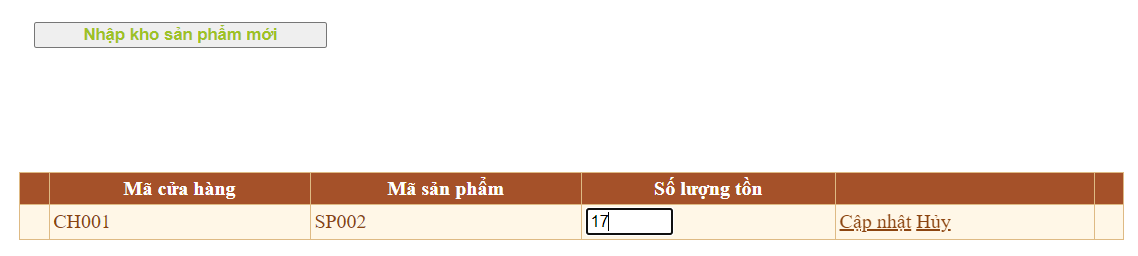 Nhập kho sản phẩm mới
Mã cửa hàng Mã sản phẩm Số lượng tồn
CH001 SP002 17 Cập nhật Hủy